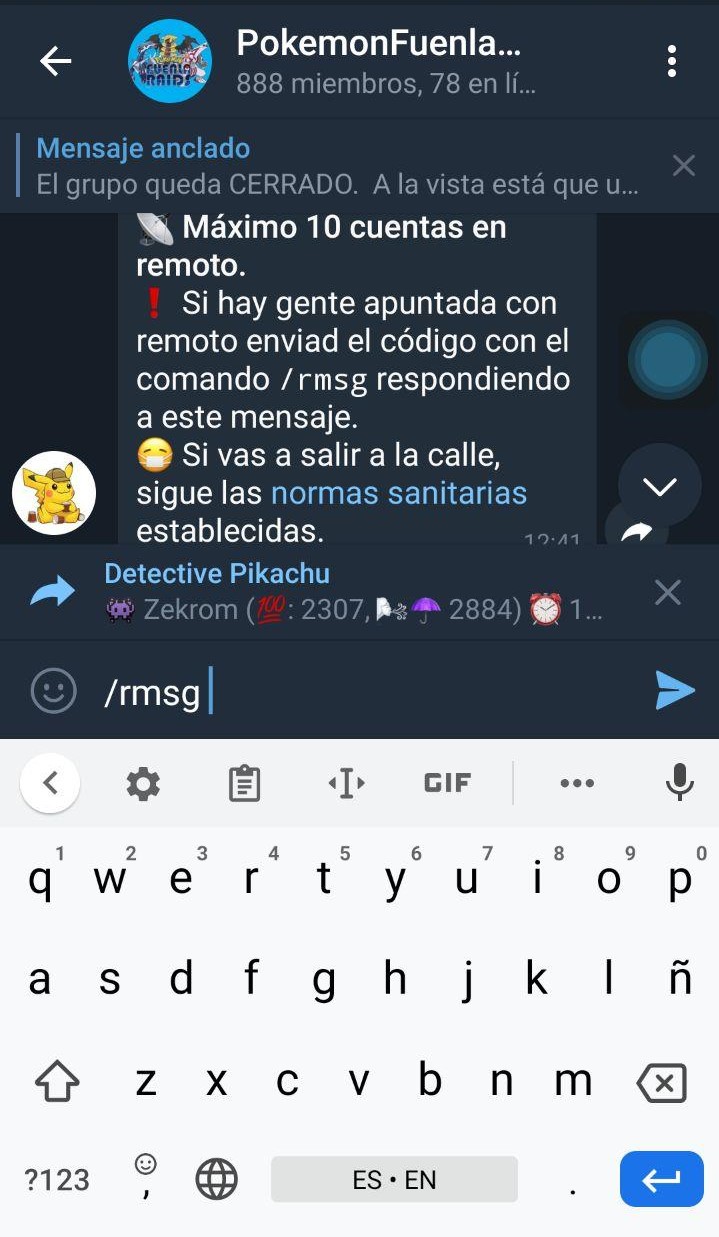 PokemonFuenla...
888 miembros, 78 en lí...
FUENLA
RAIDS
Mensaje anclado
El grupo queda CERRADO. A la vista está que u...
Máximo 10 cuentas en
remoto.
❗ Si hay gente apuntada con
remoto enviad el código con el
comando /rmsg respondiendo
a este mensaje.
😷 Si vas a salir a la calle,
sigue las normas sanitarias
establecidas.
12:41
Detective Pikachu
👾 Zekrom (💯: 2307, 🌬☂ 2884) ⏰ 1...
/rmsg
GIF
1 2 3 4 5 6 7 8 9 0
q w e r t y u i o p
a s d f g h j k l ñ
z x c v b n m
?123 , ES • EN .